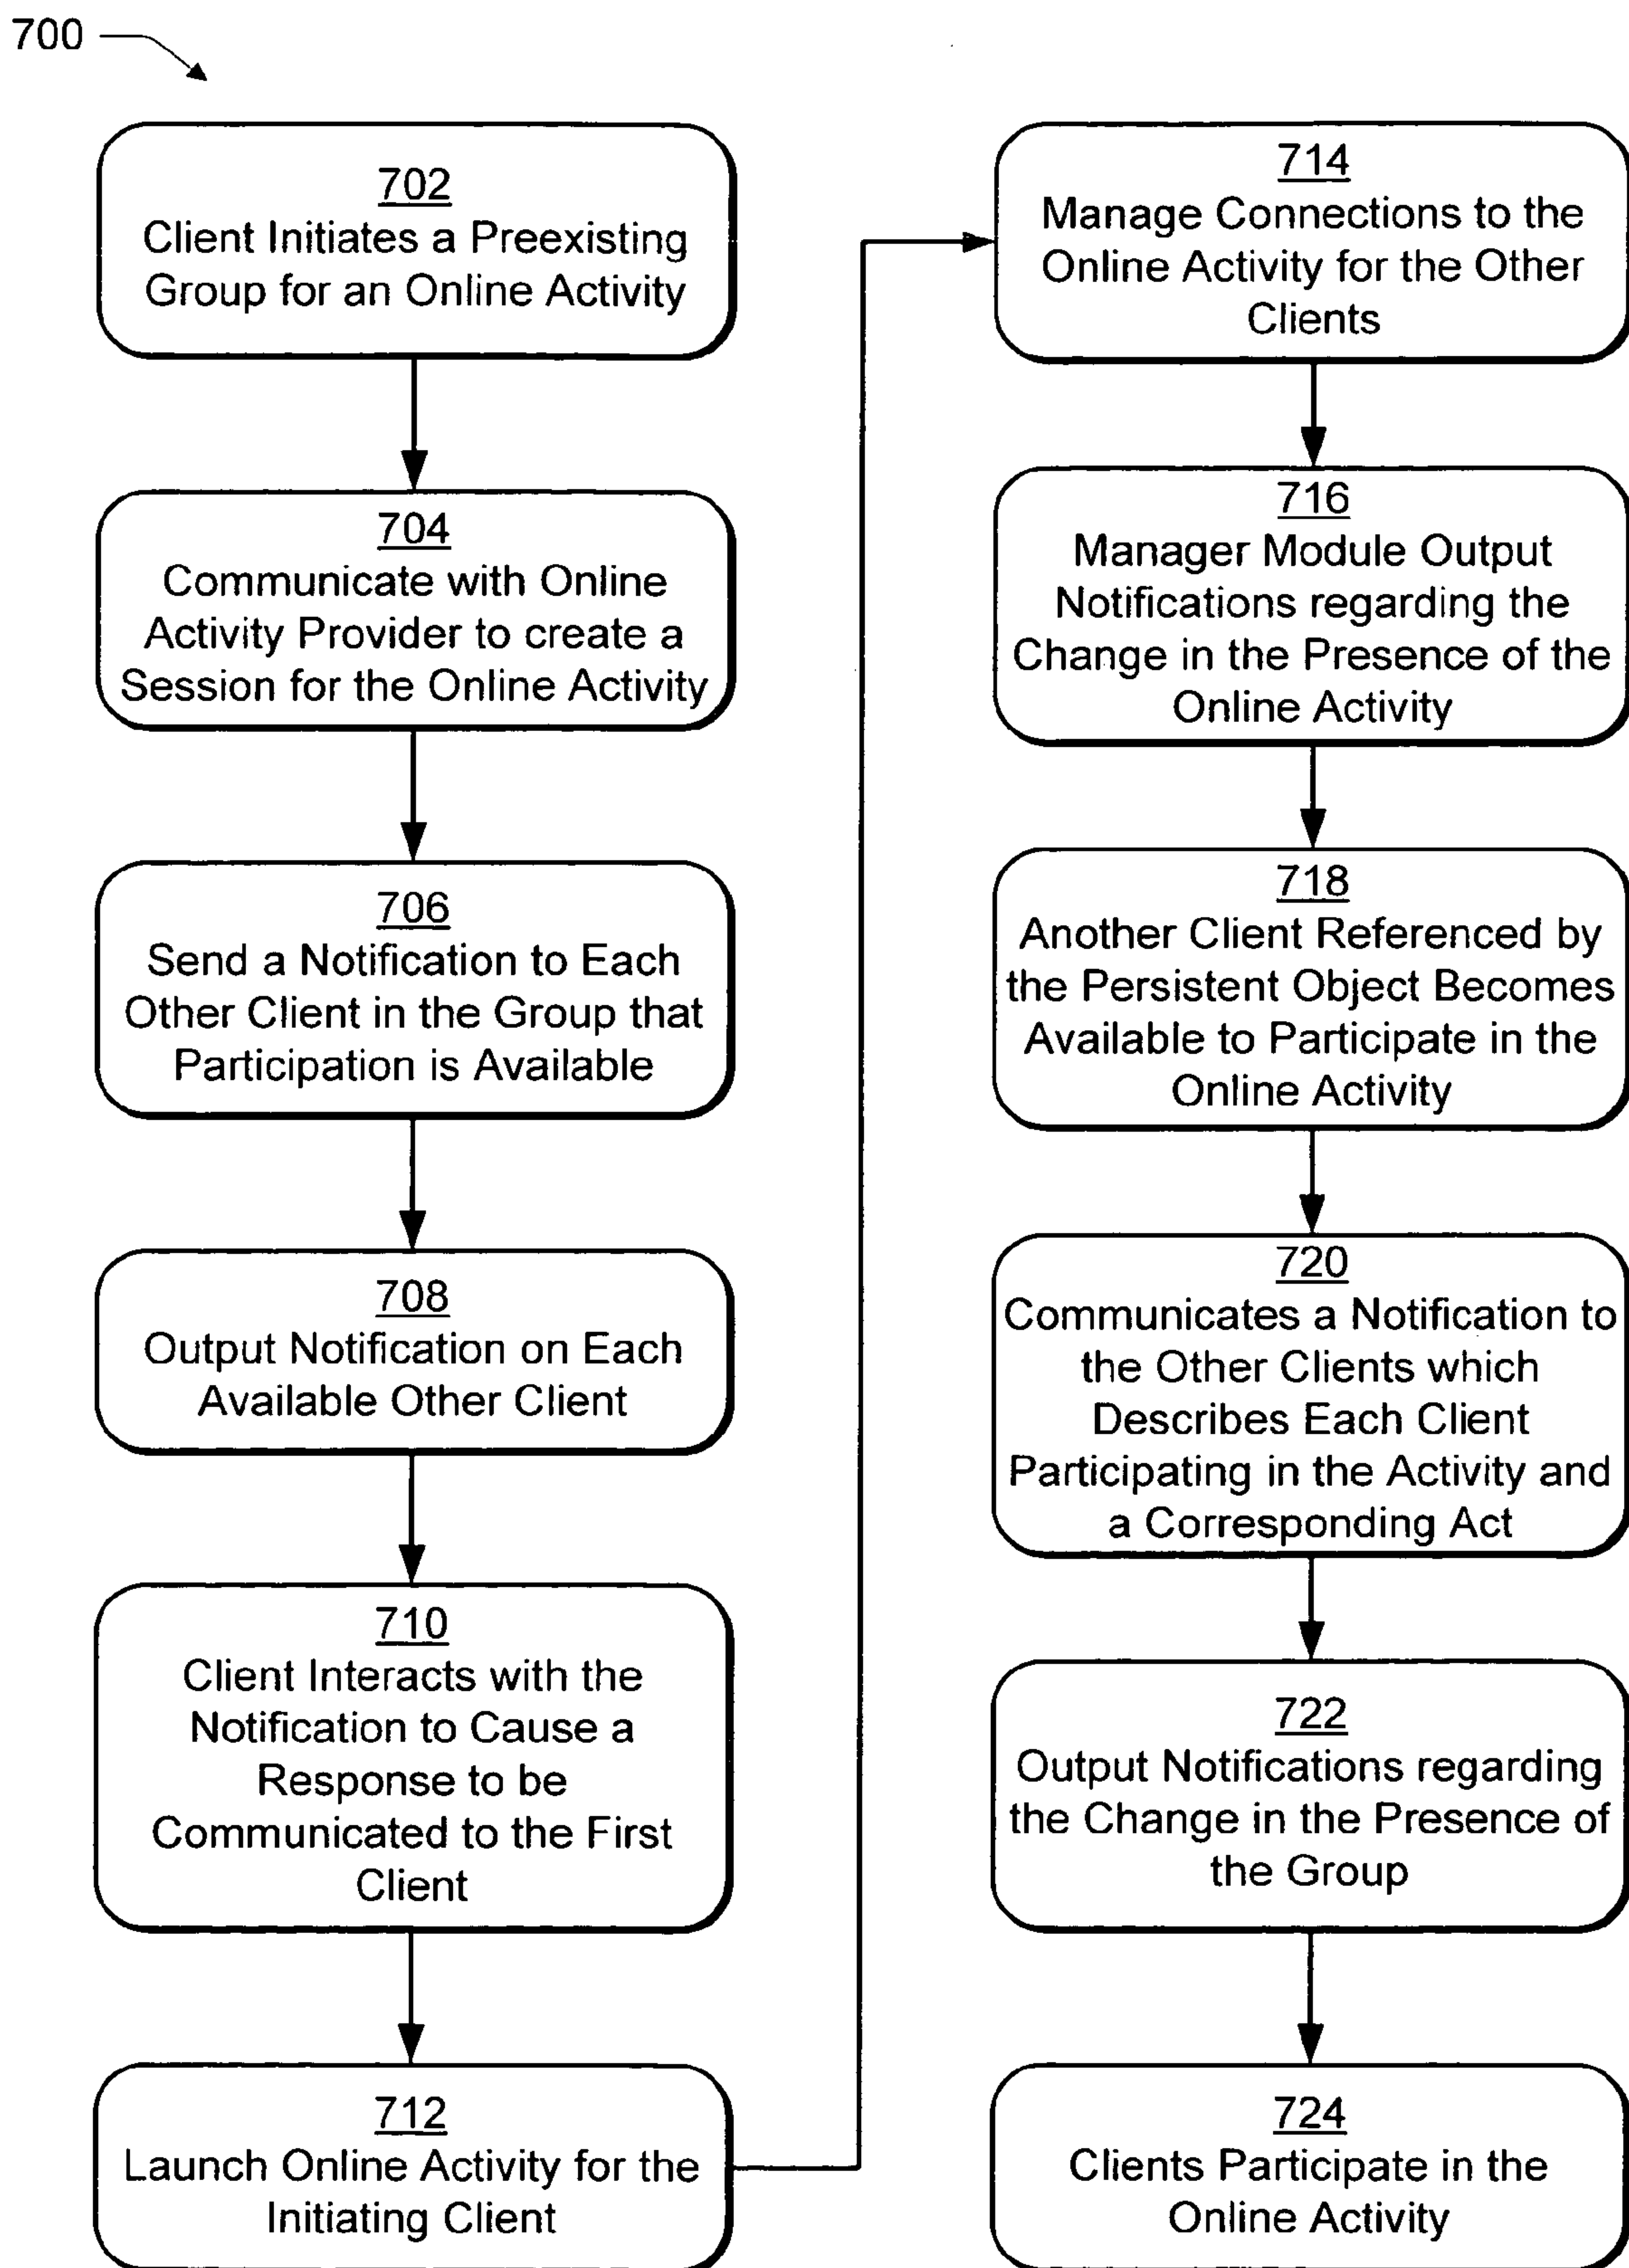 700
702
Client Initiates a Preexisting
Group for an Online Activity
704
Communicate with Online
Activity Provider to create a
Session for the Online Activity
706
Send a Notification to Each
Other Client in the Group that
Participation is Available
708
Output Notification on Each
Available Other Client
710
Client Interacts with the
Notification to Cause a
Response to be
Communicated to the First
Client
712
Launch Online Activity for the
Initiating Client
714
Manage Connections to the
Online Activity for the Other
Clients
716
Manager Module Output
Notifications regarding the
Change in the Presence of the
Online Activity
718
Another Client Referenced by
the Persistent Object Becomes
Available to Participate in the
Online Activity
720
Communicates a Notification to
the Other Clients which
Describes Each Client
Participating in the Activity and
a Corresponding Act
722
Output Notifications regarding
the Change in the Presence of
the Group
724
Clients Participate in the
Online Activity